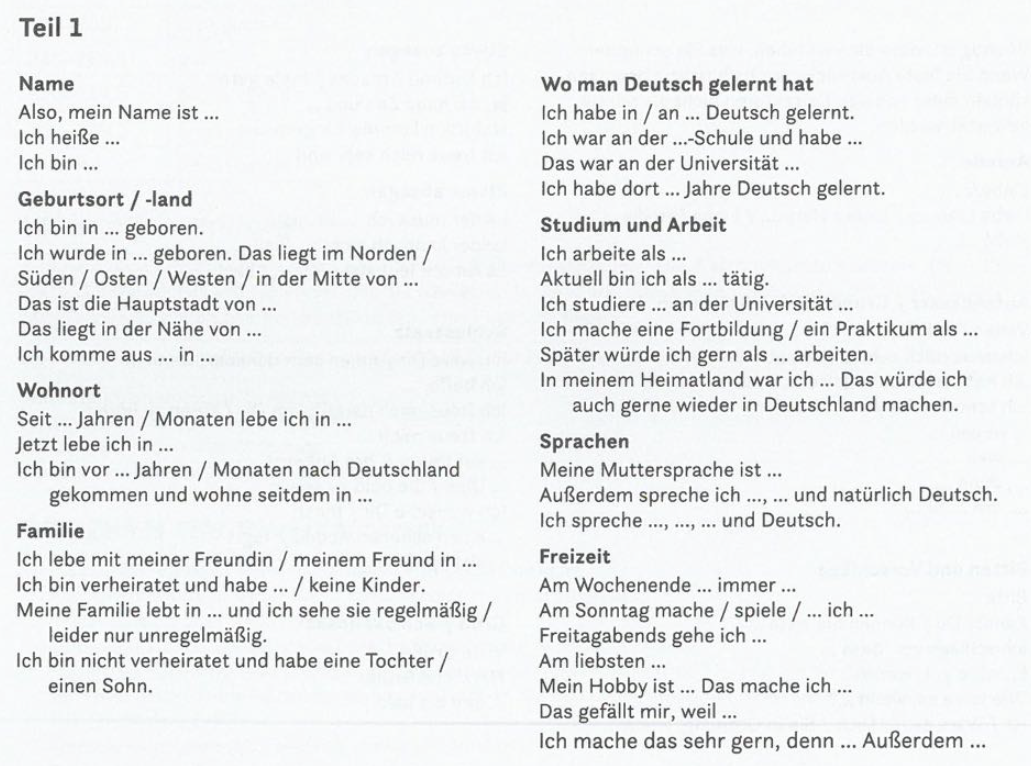 Teil 1
Name
Also, mein Name ist ...
Ich heiße ...
Ich bin ...
Geburtsort / -land
Ich bin in ... geboren.
Ich wurde in ... geboren. Das liegt im Norden /
Süden / Osten / Westen / in der Mitte von ...
Das ist die Hauptstadt von ...
Das liegt in der Nähe von ...
Ich komme aus ... in ...
Wohnort
Seit ... Jahren / Monaten lebe ich in ...
Jetzt lebe ich in ...
Ich bin vor ... Jahren / Monaten nach Deutschland
gekommen und wohne seitdem in ...
Familie
Ich lebe mit meiner Freundin / meinem Freund in ...
Ich bin verheiratet und habe ... / keine Kinder.
Meine Familie lebt in ... und ich sehe sie regelmäßig /
leider nur unregelmäßig.
Ich bin nicht verheiratet und habe eine Tochter /
einen Sohn.
Wo man Deutsch gelernt hat
Ich habe in / an ... Deutsch gelernt.
Ich war an der ...-Schule und habe ...
Das war an der Universität ...
Ich habe dort ... Jahre Deutsch gelernt.
Studium und Arbeit
Ich arbeite als ...
Aktuell bin ich als ... tätig.
Ich studiere ... an der Universität ...
Ich mache eine Fortbildung / ein Praktikum als ...
Später würde ich gern als ... arbeiten.
In meinem Heimatland war ich ... Das würde ich
auch gerne wieder in Deutschland machen.
Sprachen
Meine Muttersprache ist ...
Außerdem spreche ich ..., ... und natürlich Deutsch.
Ich spreche ..., ..., ... und Deutsch.
Freizeit
Am Wochenende ... immer ...
Am Sonntag mache / spiele / ... ich ...
Freitagabends gehe ich ...
Am liebsten ...
Mein Hobby ist ... Das mache ich ...
Das gefällt mir, weil ...
Ich mache das sehr gern, denn ... Außerdem ...